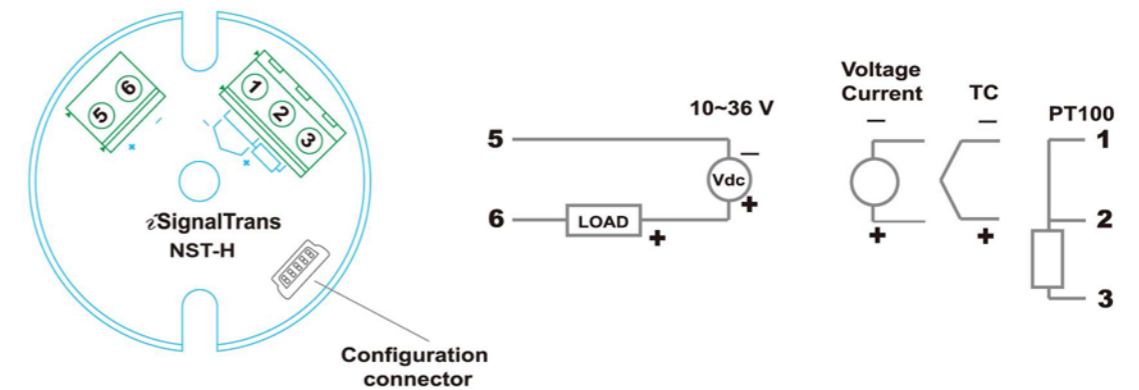 5 6
1 2 3
− +
iSignalTrans
NST-H
Configuration
connector
10~36 V
5
−
Vdc
+
6
LOAD
+
Voltage
Current
−
+
TC
−
+
PT100
1
2
3